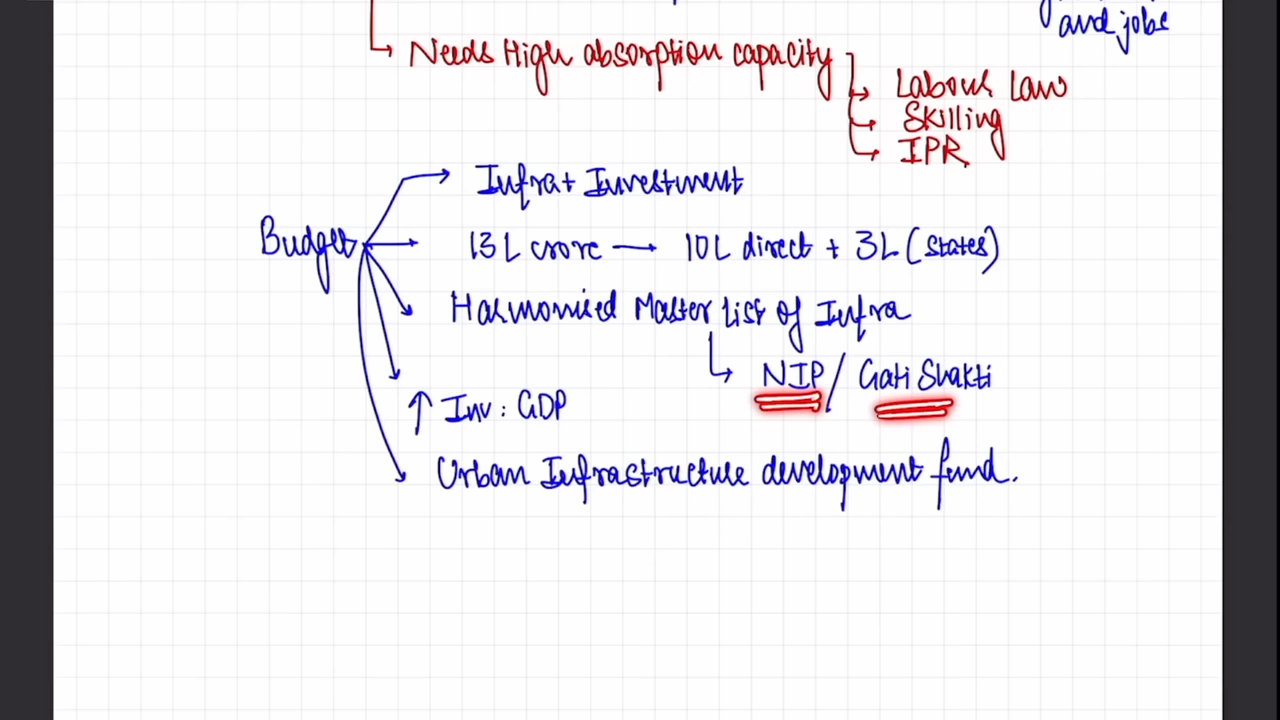 and jobs
Needs High absorption capacity
Labour Law
Skilling
IPR
Infra + Investment
Budget
13L crore → 10L direct + 3L (states)
Harmonised Master list of Infra
NIP / Gati Shakti
↑ Inv : GDP
Urban Infrastructure development fund.